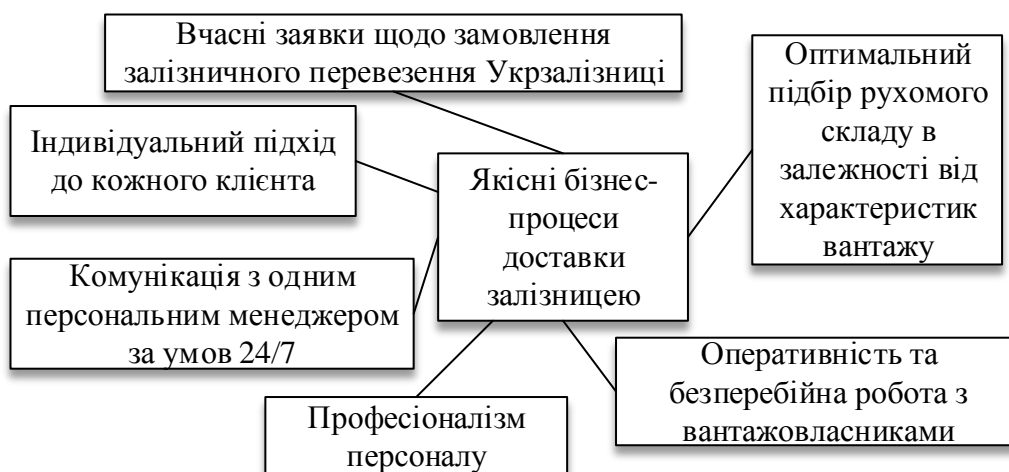 Вчасні заявки щодо замовлення
залізничного перевезення Укрзалізниці
Оптимальний
підбір рухомого
складу в
залежності від
характеристик
вантажу
Індивідуальний підхід
до кожного клієнта
Якісні бізнес-
процеси
доставки
залізницею
Комунікація з одним
персональним менеджером
за умов 24/7
Оперативність та
безперебійна робота з
вантажовласниками
Професіоналізм
персоналу